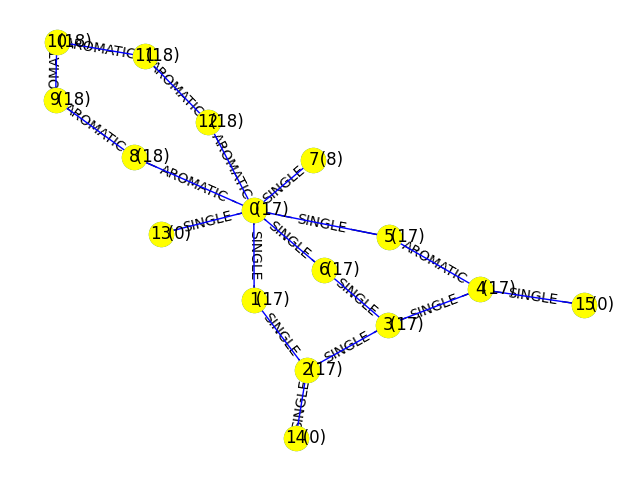 10(18)
AROMATIC
11(18)
AROMATIC
9(18)
AROMATIC
AROMATIC
12(18)
AROMATIC
8(18)
AROMATIC
7(8)
SINGLE
0(17)
SINGLE
13(0)
SINGLE
5(17)
SINGLE
SINGLE
AROMATIC
6(17)
4(17)
SINGLE
15(0)
1(17)
SINGLE
SINGLE
3(17)
SINGLE
SINGLE
2(17)
SINGLE
14(0)